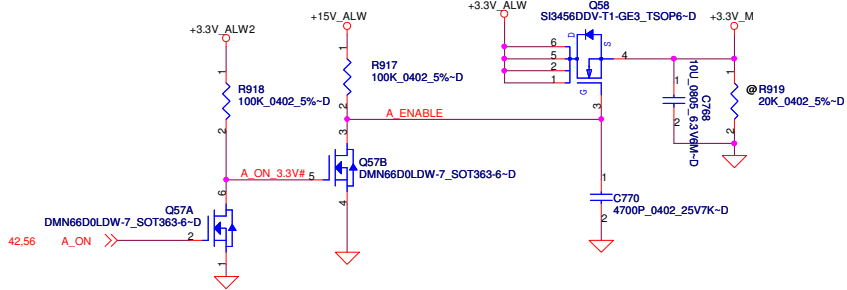 +3.3V_ALW2
R918
100K_0402_5%~D
1
2
+15V_ALW
R917
100K_0402_5%~D
1
2
A_ENABLE
+3.3V_ALW
Q58
SI3456DDV-T1-GE3_TSOP6~D
D
S
G
6
5
2
1
4
3
+3.3V_M
1
2
10U_0805_6.3V6M~D
C768
@R919
20K_0402_5%~D
1
2
A_ON_3.3V#
5
3
4
Q57B
DMN66D0LDW-7_SOT363-6~D
Q57A
DMN66D0LDW-7_SOT363-6~D
6
2
1
42,56
A_ON
1
2
C770
4700P_0402_25V7K~D